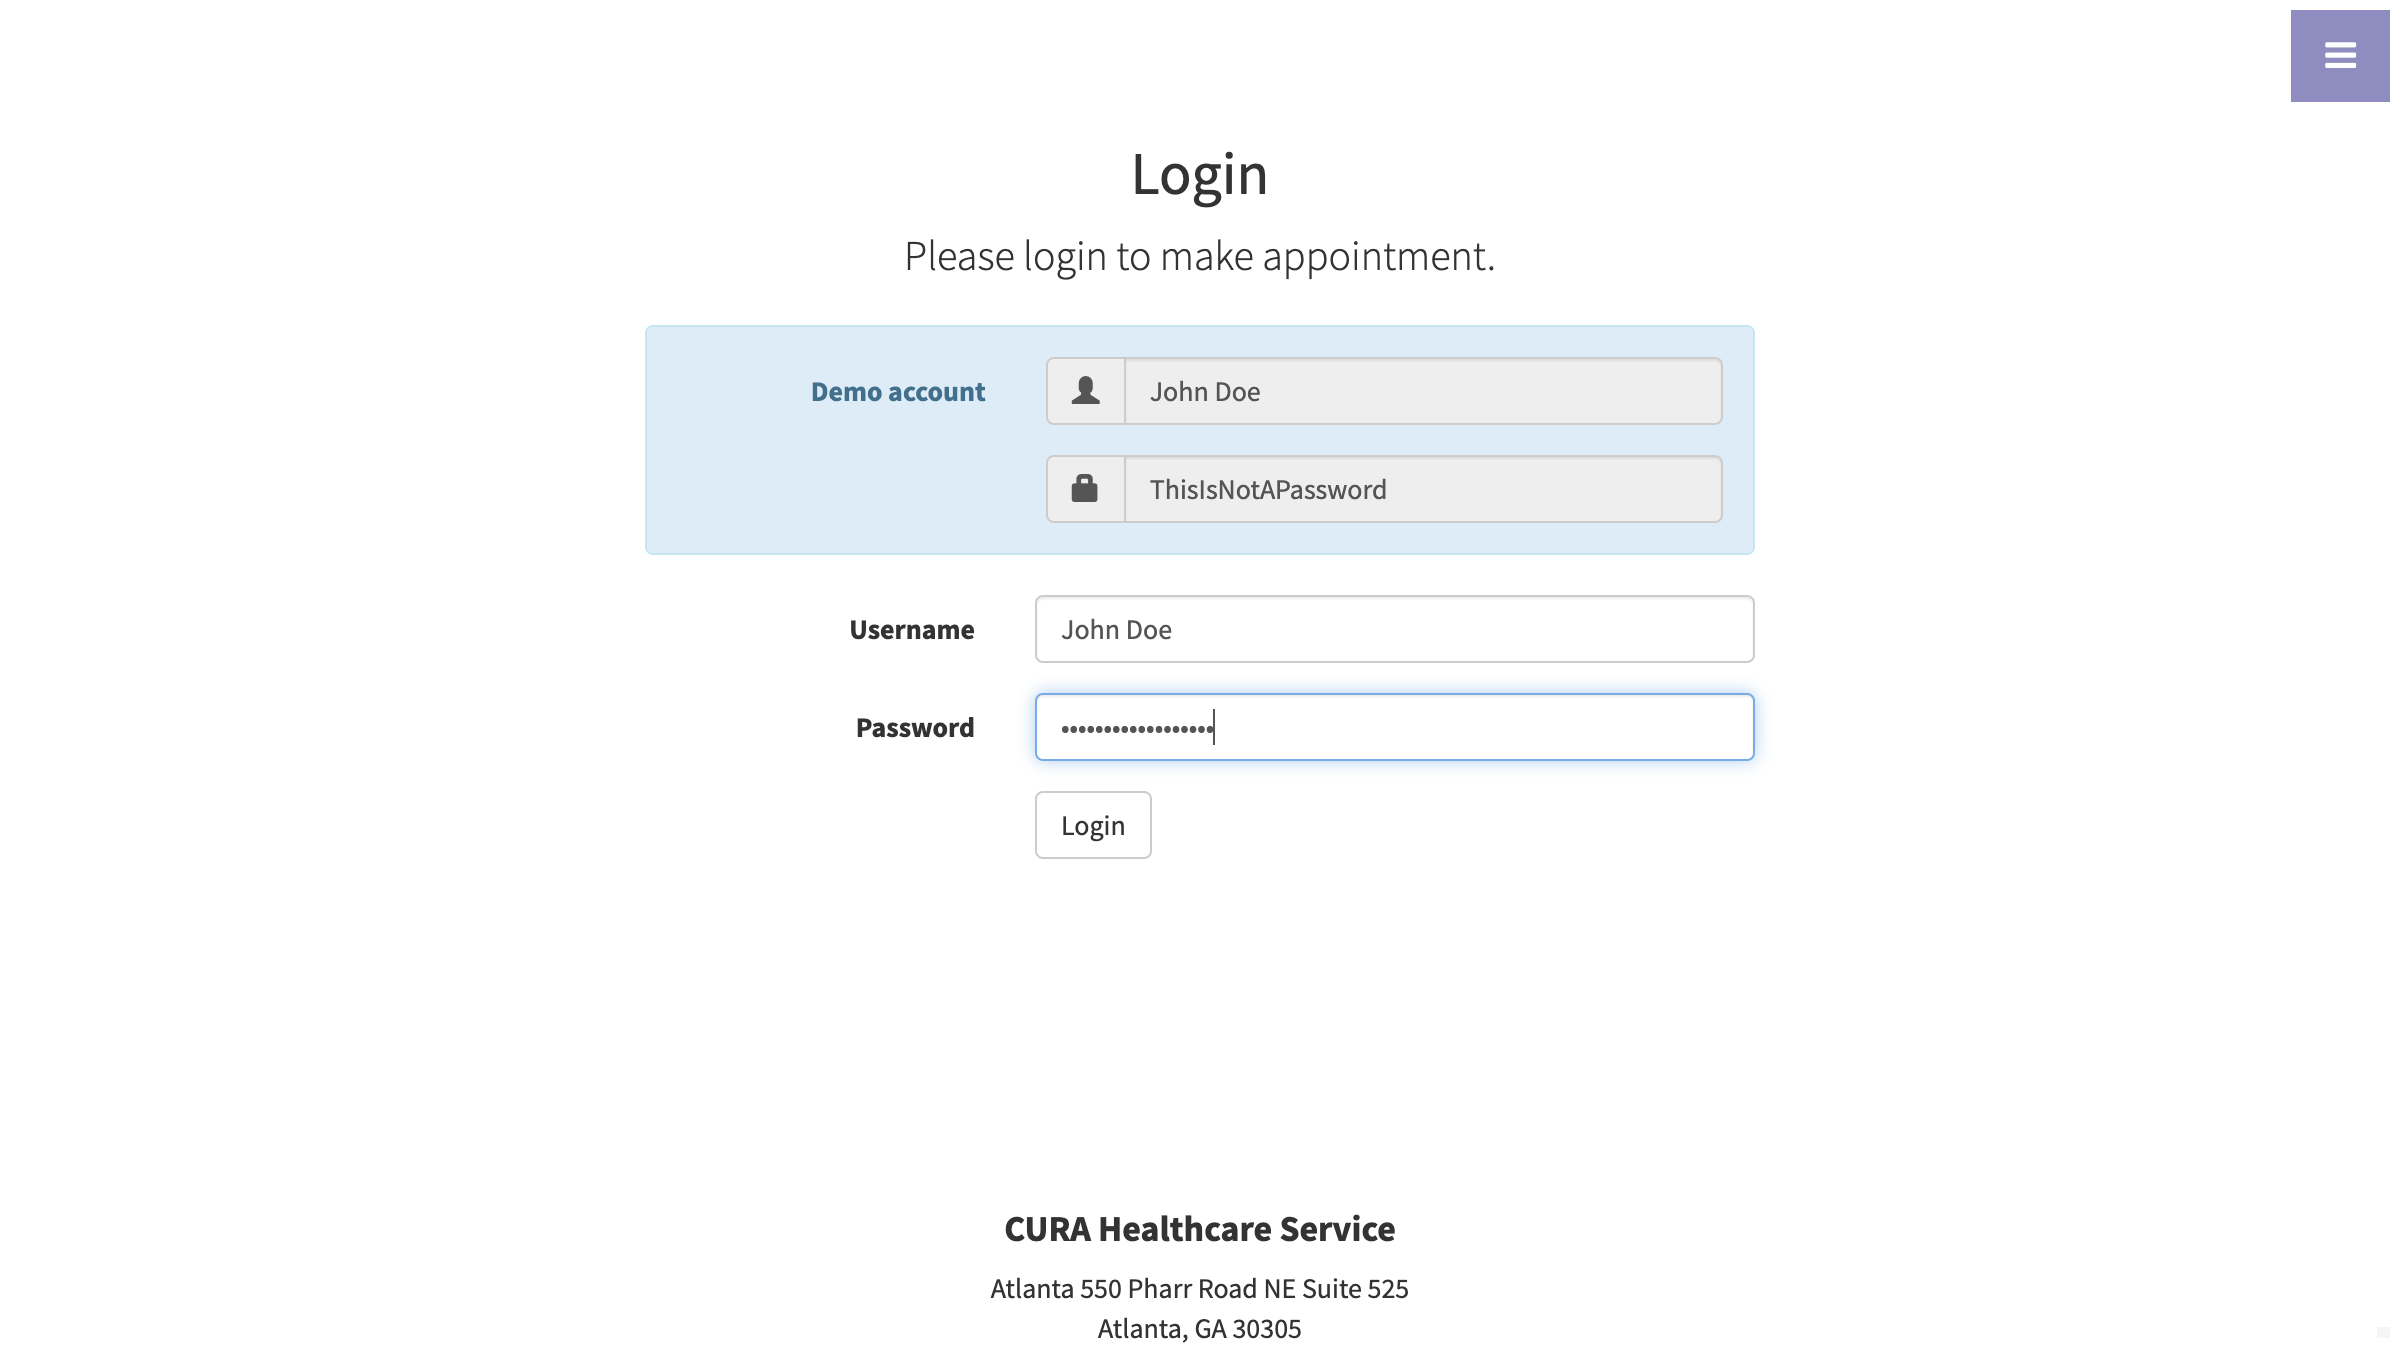 Login
Please login to make appointment.
Demo account
John Doe
ThisIsNotAPassword
Username
John Doe
Password
••••••••••••••••••
Login
CURA Healthcare Service
Atlanta 550 Pharr Road NE Suite 525
Atlanta, GA 30305